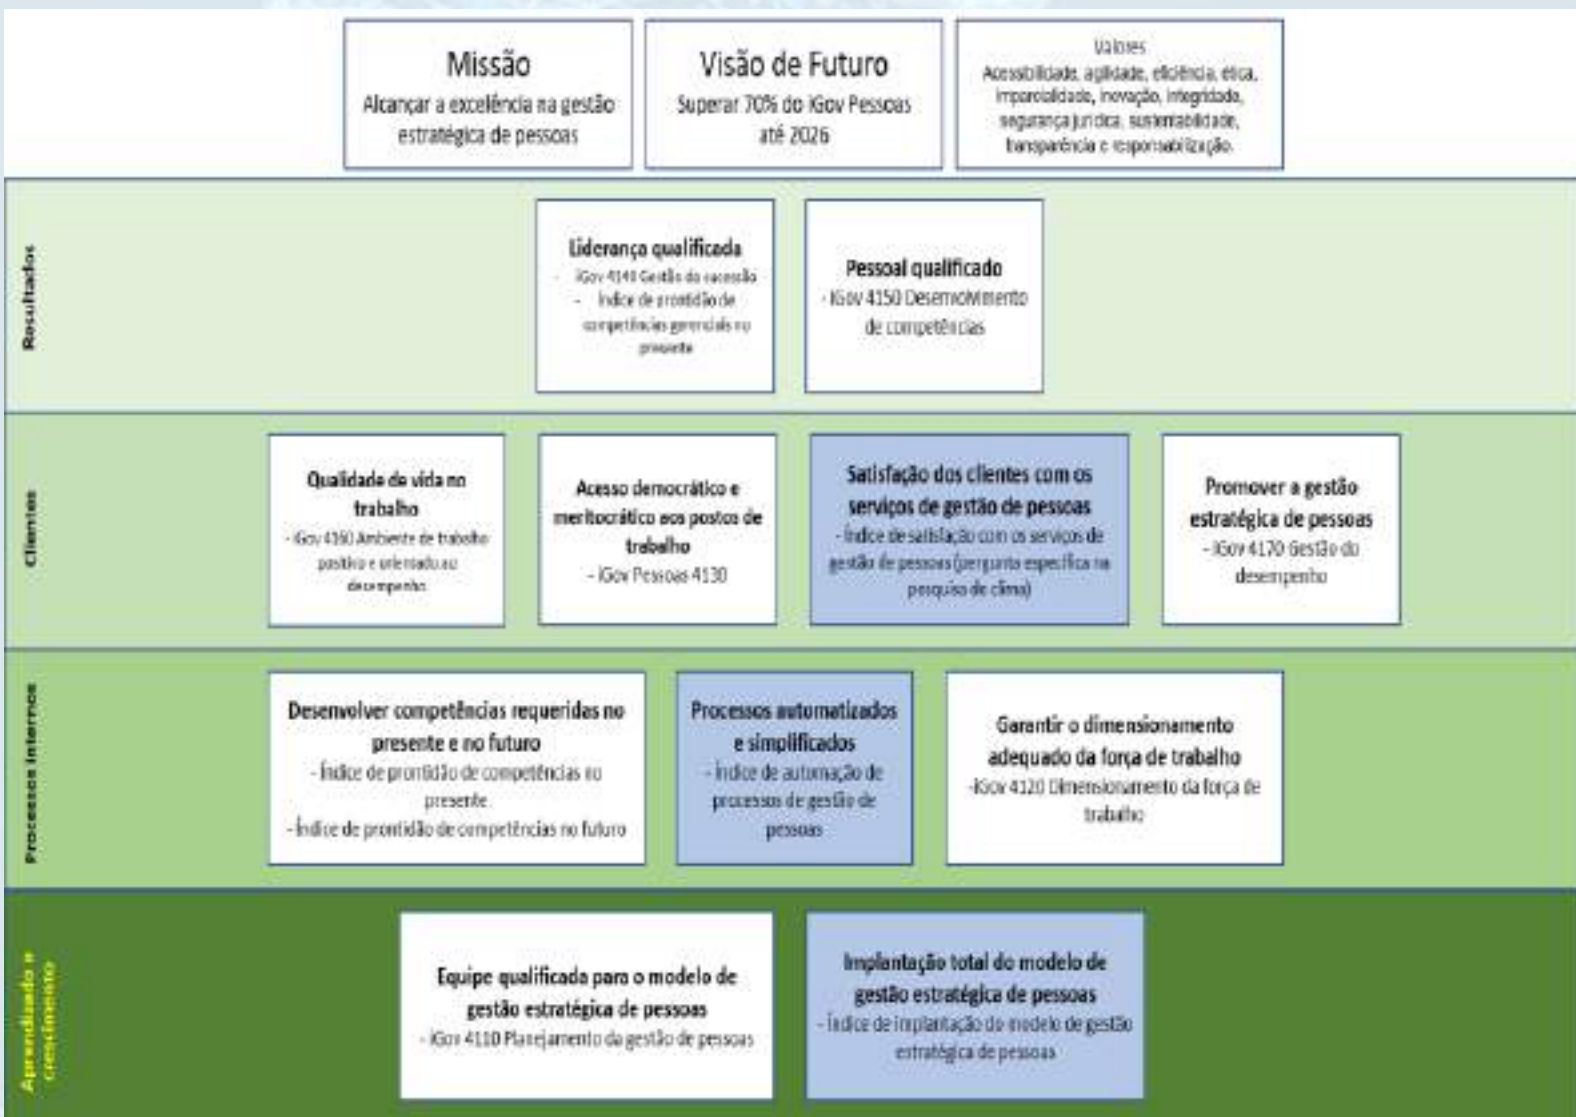 Missão
Alcançar a excelência na gestão
estratégica de pessoas
Visão de Futuro
Superar 70% do iGov Pessoas
até 2026
Valores
Acessibilidade, agilidade, eficiência, ética,
imparcialidade, inovação, integridade,
segurança jurídica, sustentabilidade,
transparência e responsabilização.
Resultados
Liderança qualificada
- iGov 4140 Gestão da sucessão
- Índice de prontidão de
competências gerenciais no
presente
Pessoal qualificado
- iGov 4150 Desenvolvimento
de competências
Clientes
Qualidade de vida no
trabalho
- iGov 4160 Ambiente de trabalho
positivo e orientado ao
desempenho
Acesso democrático e
meritocrático aos postos de
trabalho
- iGov Pessoas 4130
Satisfação dos clientes com os
serviços de gestão de pessoas
- Índice de satisfação com os serviços de
gestão de pessoas (pergunta específica na
pesquisa de clima)
Promover a gestão
estratégica de pessoas
- iGov 4170 Gestão do
desempenho
Processos Internos
Desenvolver competências requeridas no
presente e no futuro
- Índice de prontidão de competências no
presente.
- Índice de prontidão de competências no futuro
Processos automatizados
e simplificados
- Índice de automação de
processos de gestão de
pessoas
Garantir o dimensionamento
adequado da força de trabalho
-iGov 4120 Dimensionamento da força de
trabalho
Aprendizado e
crescimento
Equipe qualificada para o modelo de
gestão estratégica de pessoas
- iGov 4110 Planejamento da gestão de pessoas
Implantação total do modelo de
gestão estratégica de pessoas
- Índice de implantação do modelo de gestão
estratégica de pessoas